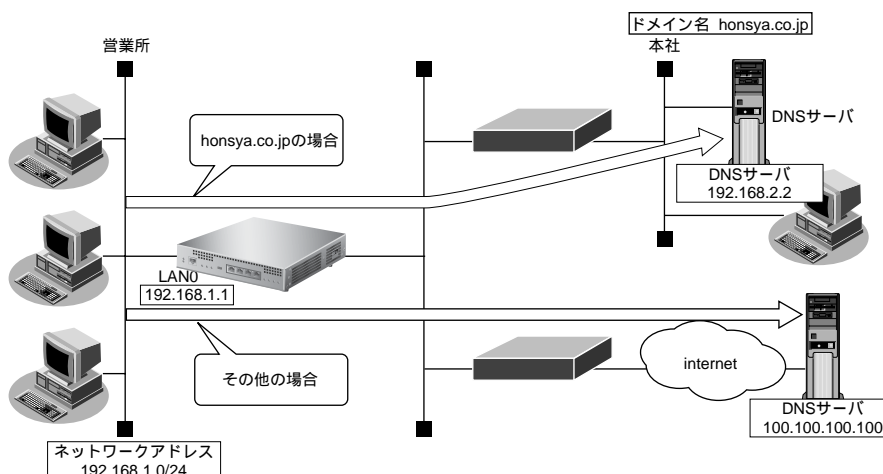 ドメイン名 honsya.co.jp
営業所
本社
honsya.co.jpの場合
DNSサーバ
DNSサーバ
192.168.2.2
LAN0
192.168.1.1
その他の場合
internet
DNSサーバ
100.100.100.100
ネットワークアドレス
192.168.1.0/24